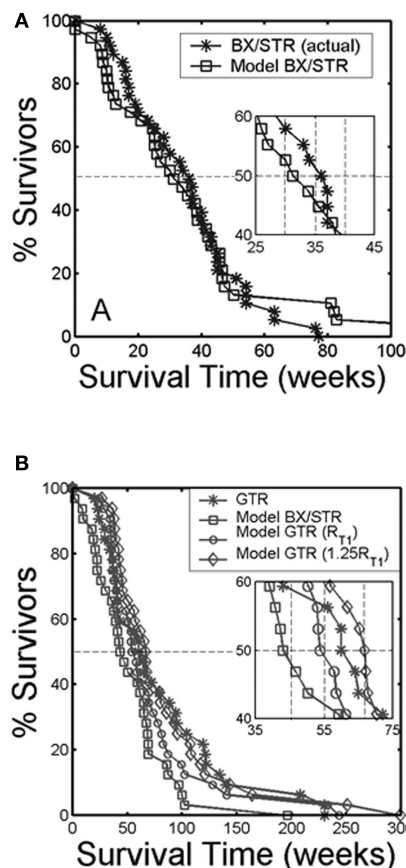 A
BX/STR (actual)
Model BX/STR
100
80
60
40
20
0
% Survivors
60
50
40
25 35 45
A
0 20 40 60 80 100
Survival Time (weeks)
B
GTR
Model BX/STR
Model GTR (RT1)
Model GTR (1.25RT1)
100
80
60
40
20
0
% Survivors
60
50
40
35 55 75
0 50 100 150 200 250 300
Survival Time (weeks)